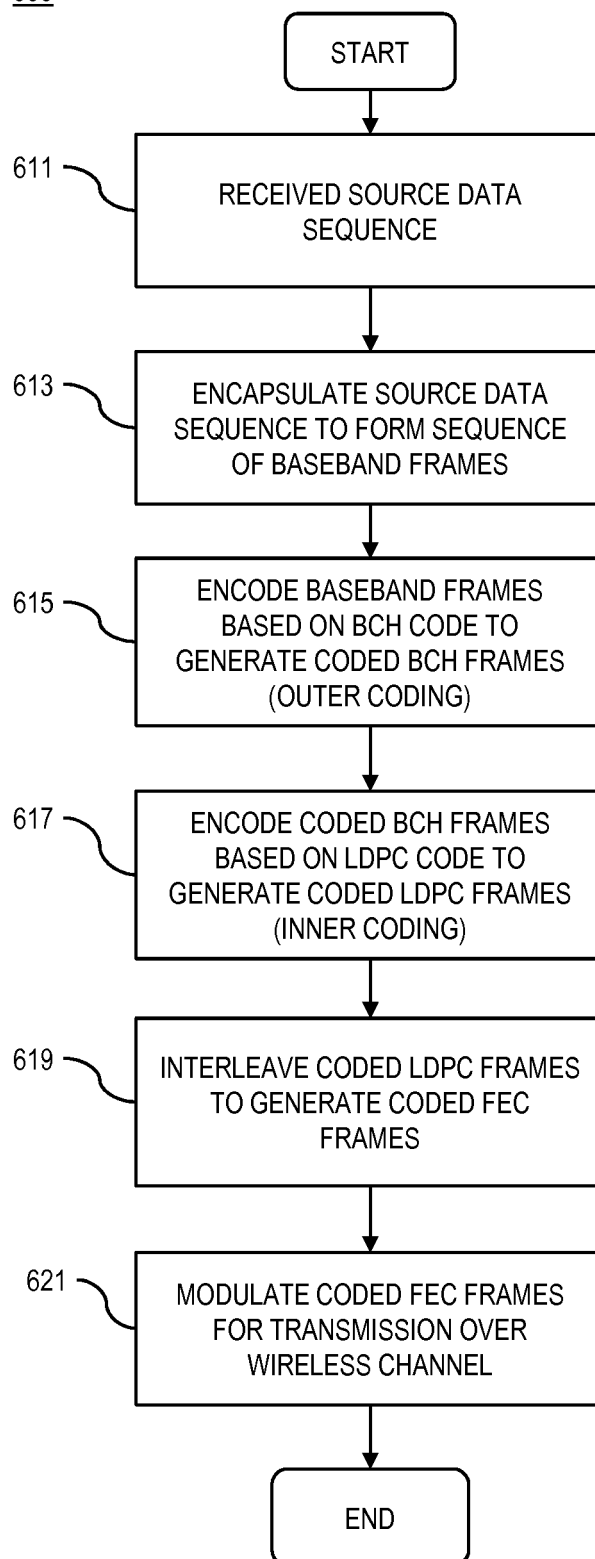 START
611
RECEIVED SOURCE DATA
SEQUENCE
613
ENCAPSULATE SOURCE DATA
SEQUENCE TO FORM SEQUENCE
OF BASEBAND FRAMES
615
ENCODE BASEBAND FRAMES
BASED ON BCH CODE TO
GENERATE CODED BCH FRAMES
(OUTER CODING)
617
ENCODE CODED BCH FRAMES
BASED ON LDPC CODE TO
GENERATE CODED LDPC FRAMES
(INNER CODING)
619
INTERLEAVE CODED LDPC FRAMES
TO GENERATE CODED FEC
FRAMES
621
MODULATE CODED FEC FRAMES
FOR TRANSMISSION OVER
WIRELESS CHANNEL
END